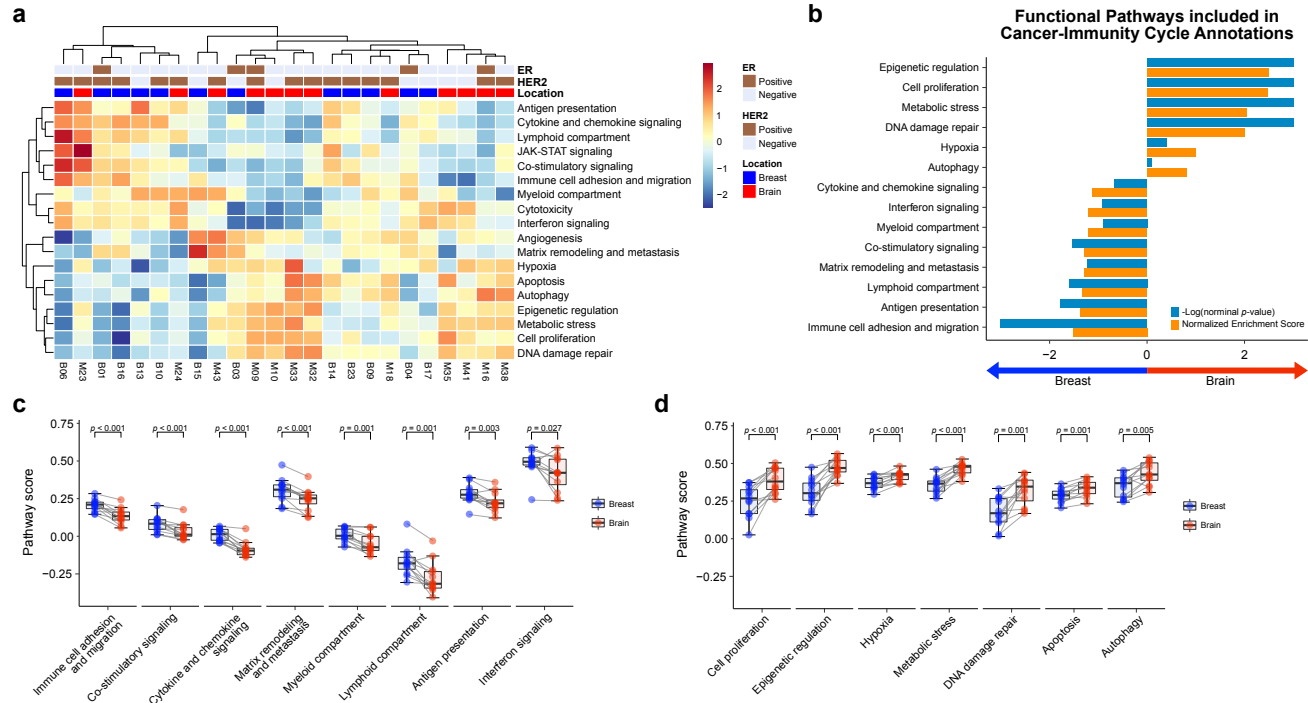 a
ER
HER2
Location
Antigen presentation
Cytokine and chemokine signaling
Lymphoid compartment
JAK-STAT signaling
Co-stimulatory signaling
Immune cell adhesion and migration
Myeloid compartment
Cytotoxicity
Interferon signaling
Angiogenesis
Matrix remodeling and metastasis
Hypoxia
Apoptosis
Autophagy
Epigenetic regulation
Metabolic stress
Cell proliferation
DNA damage repair
B06 M23 B01 B16 B13 B10 M24 B15 M43 B03 M09 M10 M33 M32 B14 B23 B09 M18 B04 B17 M35 M41 M16 M38
2
1
0
−1
−2
ER
Positive
Negative
HER2
Positive
Negative
Location
Breast
Brain
b
Functional Pathways included in
Cancer-Immunity Cycle Annotations
Epigenetic regulation
Cell proliferation
Metabolic stress
DNA damage repair
Hypoxia
Autophagy
Cytokine and chemokine signaling
Interferon signaling
Myeloid compartment
Co-stimulatory signaling
Matrix remodeling and metastasis
Lymphoid compartment
Antigen presentation
Immune cell adhesion and migration
-Log(norminal p-value)
Normalized Enrichment Score
−2 0 2
Breast Brain
c
Pathway score
0.75
0.50
0.25
0.00
−0.25
p < 0.001 p < 0.001 p < 0.001 p < 0.001 p = 0.001 p = 0.001 p = 0.003 p = 0.027
Breast
Brain
Immune cell adhesion
and migration
Co-stimulatory signaling
Cytokine and chemokine
signaling
Matrix remodeling
and metastasis
Myeloid compartment
Lymphoid compartment
Antigen presentation
Interferon signaling
d
Pathway score
0.75
0.50
0.25
0.00
−0.25
p < 0.001 p < 0.001 p < 0.001 p < 0.001 p = 0.001 p = 0.001 p = 0.005
Breast
Brain
Cell proliferation
Epigenetic regulation
Hypoxia
Metabolic stress
DNA damage repair
Apoptosis
Autophagy